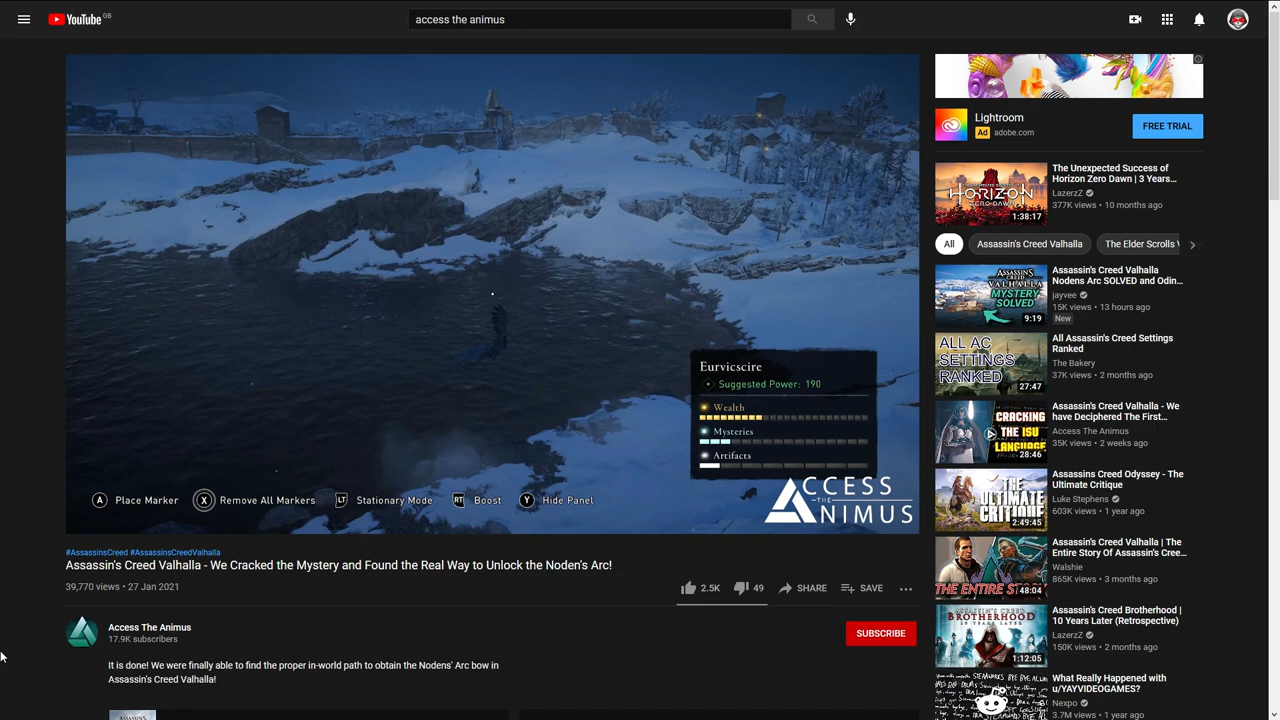 YouTube GB
access the animus
Eurvicscire
Suggested Power: 190
Wealth
Mysteries
Artifacts
A Place Marker X Remove All Markers LT Stationary Mode RT Boost Y Hide Panel
ACCESS
THE
ANIMUS
#AssassinsCreed #AssassinsCreedValhalla
Assassin's Creed Valhalla - We Cracked the Mystery and Found the Real Way to Unlock the Noden's Arc!
39,770 views • 27 Jan 2021
2.5K 49 SHARE SAVE
Access The Animus
17.9K subscribers
SUBSCRIBE
It is done! We were finally able to find the proper in-world path to obtain the Nodens' Arc bow in
Assassin's Creed Valhalla!
Lightroom
Ad adobe.com
FREE TRIAL
HORIZON
ZERO DAWN
1:38:17
The Unexpected Success of
Horizon Zero Dawn | 3 Years...
LazerzZ
377K views • 10 months ago
All Assassin's Creed Valhalla The Elder Scrolls V
ASSASSIN'S
CREED
VALHALLA
MYSTERY
SOLVED
9:19
Assassin's Creed Valhalla
Nodens Arc SOLVED and Odin...
jayvee
15K views • 13 hours ago
New
ALL AC
SETTINGS
RANKED
27:47
All Assassin's Creed Settings
Ranked
The Bakery
37K views • 2 months ago
CRACKING
THE ISU
LANGUAGE
28:46
Assassin's Creed Valhalla - We
have Deciphered The First...
Access The Animus
35K views • 2 weeks ago
THE
ULTIMATE
CRITIQUE
2:49:45
Assassins Creed Odyssey - The
Ultimate Critique
Luke Stephens
603K views • 1 year ago
THE ENTIRE STO
48:04
Assassin's Creed Valhalla | The
Entire Story Of Assassin's Cree...
Walshie
865K views • 3 months ago
ASSASSIN'S CREED
BROTHERHOOD
10 YEARS LATER
1:12:05
Assassin's Creed Brotherhood |
10 Years Later (Retrospective)
LazerzZ
150K views • 2 months ago
What Really Happened with
u/YAYVIDEOGAMES?
Nexpo
3.7M views • 1 year ago